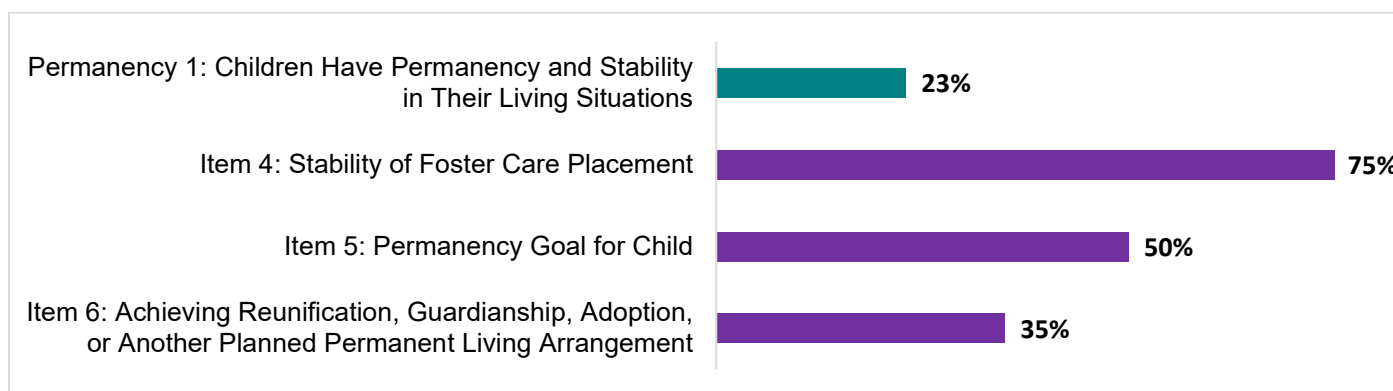 Permanency 1: Children Have Permanency and Stability
in Their Living Situations
23%
Item 4: Stability of Foster Care Placement
75%
Item 5: Permanency Goal for Child
50%
Item 6: Achieving Reunification, Guardianship, Adoption,
or Another Planned Permanent Living Arrangement
35%